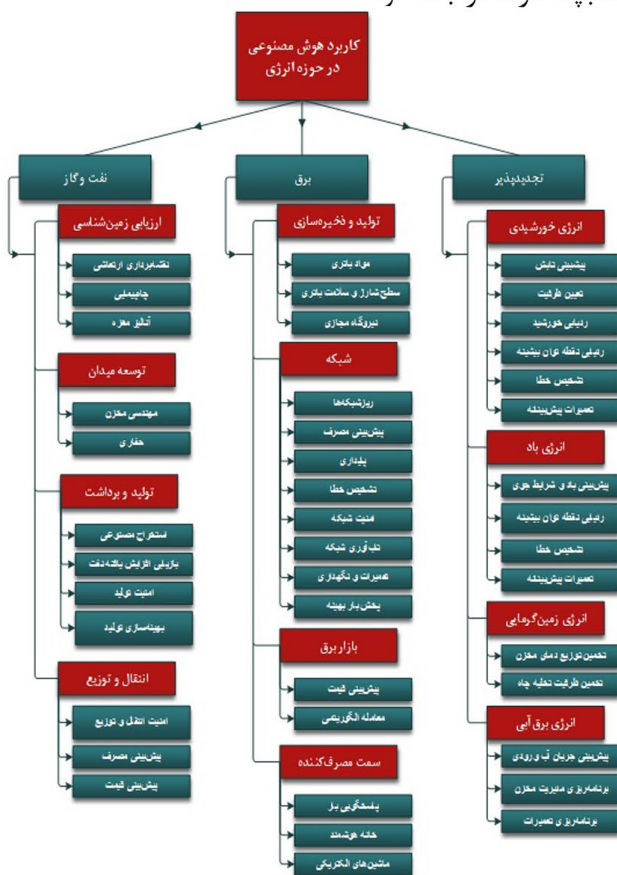 کاربرد هوش مصنوعی
در حوزه انرژی
تجدیدپذیر
انرژی خورشیدی
پیشبینی تابش
تعیین ظرفیت
ردیابی خورشید
ردیابی نقطه توان بیشینه
تشخیص خطا
تعمیرات پیش‌بینانه
انرژی باد
پیش‌بینی باد و شرایط جوی
ردیابی نقطه توان بیشینه
تشخیص خطا
تعمیرات پیش‌بینانه
انرژی زمین‌گرمایی
تخمین توزیع دمای مخزن
تخمین ظرفیت تخلیه چاه
انرژی برق‌آبی
پیش‌بینی جریان آب ورودی
برنامه‌ریزی مدیریت مخزن
برنامه‌ریزی تعمیرات
برق
تولید و ذخیره‌سازی
مواد باتری
سطح شارژ و سلامت باتری
نیروگاه مجازی
شبکه
ریزشبکه‌ها
پیش‌بینی مصرف
پایداری
تشخیص خطا
امنیت شبکه
تاب‌آوری شبکه
تعمیرات و نگهداری
پخش بار بهینه
بازار برق
پیش‌بینی قیمت
معامله الگوریتمی
سمت مصرف‌کننده
پاسخگویی بار
خانه هوشمند
ماشین‌های الکتریکی
نفت و گاز
ارزیابی زمین‌شناسی
نقشه‌برداری ارتعاشی
چاه‌پیمایی
آنالیز مغزه
توسعه میدان
مهندسی مخزن
حفاری
تولید و برداشت
استخراج مصنوعی
بازیابی افزایش یافته نفت
امنیت تولید
بهینه‌سازی تولید
انتقال و توزیع
امنیت انتقال و توزیع
پیش‌بینی مصرف
پیش‌بینی قیمت